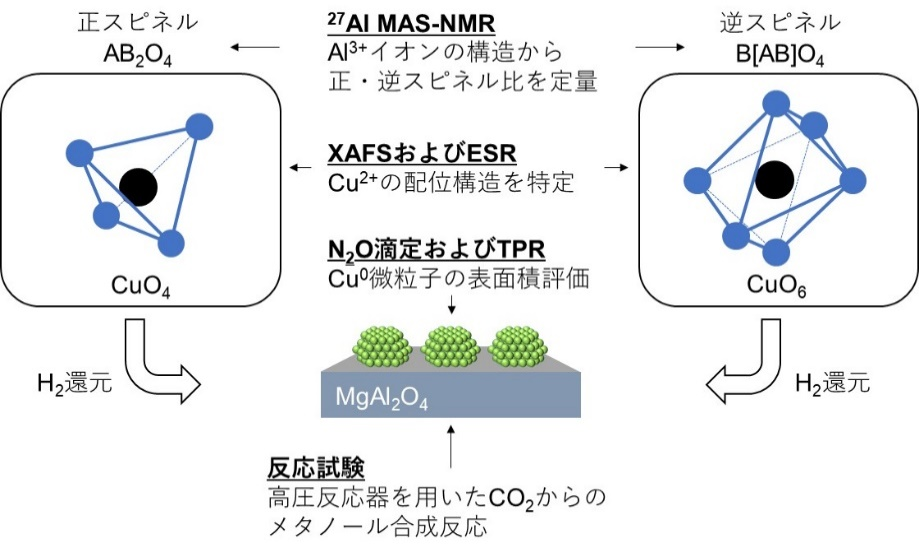 正スピネル
AB₂O₄
²⁷Al MAS-NMR
Al³⁺イオンの構造から
正・逆スピネル比を定量
逆スピネル
B[AB]O₄
XAFSおよびESR
Cu²⁺の配位構造を特定
N₂O滴定およびTPR
Cu⁰微粒子の表面積評価
CuO₄
CuO₆
H₂還元
MgAl₂O₄
H₂還元
反応試験
高圧反応器を用いたCO₂からの
メタノール合成反応